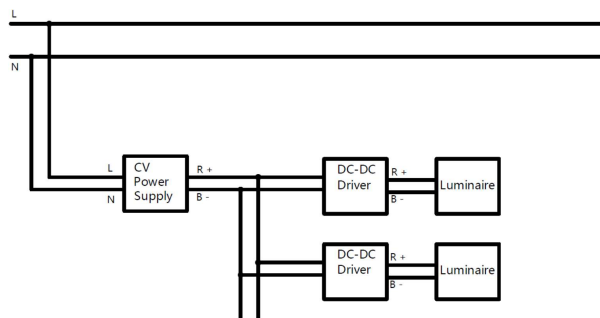 L
N
L
N
CV
Power
Supply
R +
B -
DC-DC
Driver
R +
B -
Luminaire
DC-DC
Driver
R +
B -
Luminaire